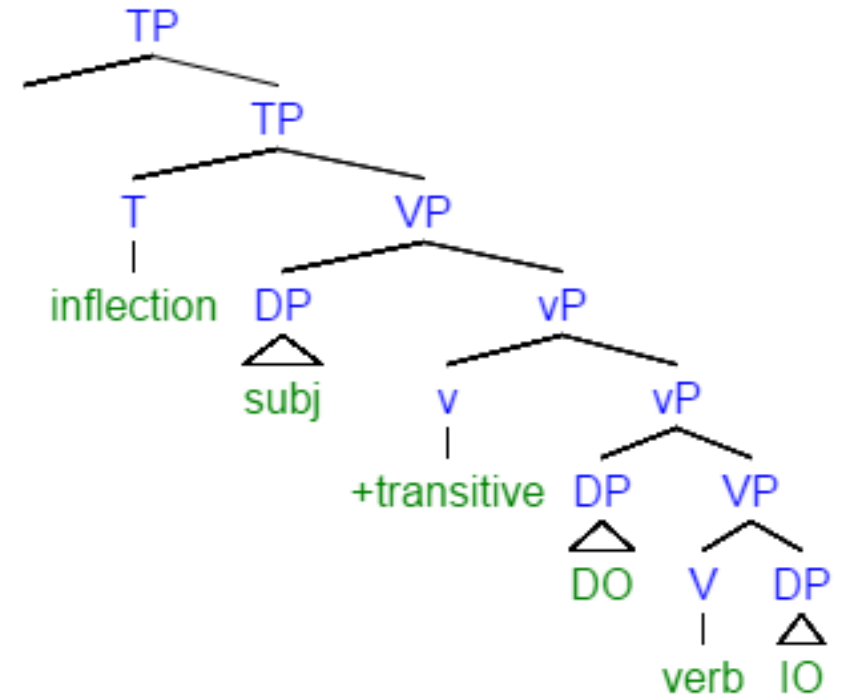 TP
TP
T VP
inflection DP vP
subj v vP
+transitive DP VP
DO V DP
verb IO